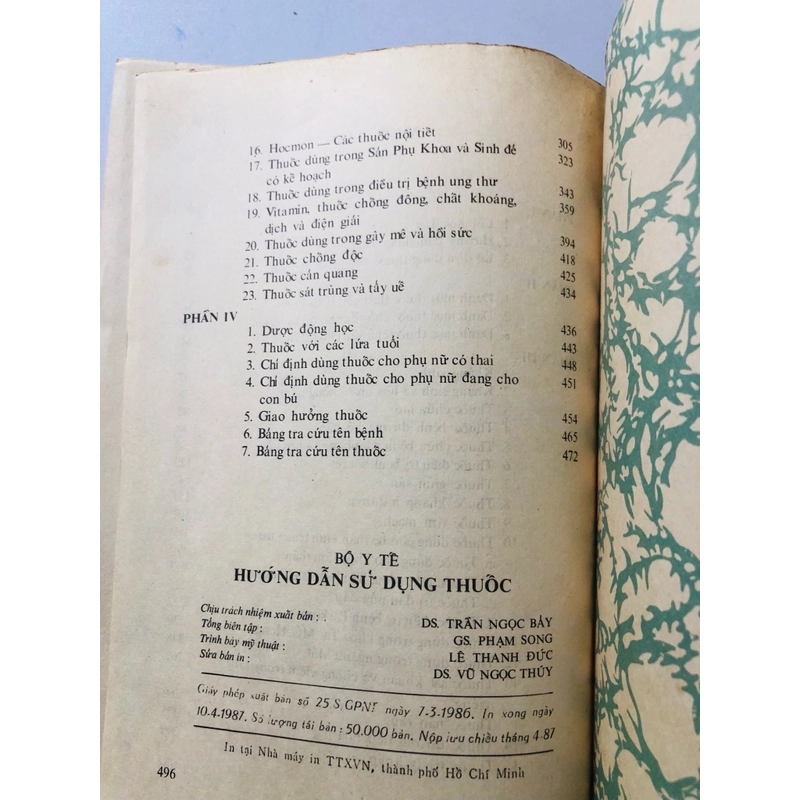 16. Hocmon — Các thuốc nội tiết 305
17. Thuốc dùng trong Sản Phụ Khoa và Sinh đẻ 323
có kế hoạch
18. Thuốc dùng trong điều trị bệnh ung thư 343
19. Vitamin, thuốc chống đông, chất khoáng, 359
dịch và điện giải
20. Thuốc dùng trong gây mê và hồi sức 394
21. Thuốc chống độc 418
22. Thuốc cản quang 425
23. Thuốc sát trùng và tẩy uế 434
PHẦN IV
1. Dược động học 436
2. Thuốc với các lứa tuổi 443
3. Chỉ định dùng thuốc cho phụ nữ có thai 448
4. Chỉ định dùng thuốc cho phụ nữ đang cho 451
con bú
5. Giao hưởng thuốc 454
6. Bảng tra cứu tên bệnh 465
7. Bảng tra cứu tên thuốc 472
BỘ Y TẾ
HƯỚNG DẪN SỬ DỤNG THUỐC
Chịu trách nhiệm xuất bản : DS. TRẦN NGỌC BẢY
Tổng biên tập : GS. PHẠM SONG
Trình bày mỹ thuật : LÊ THANH ĐỨC
Sửa bản in : DS. VŨ NGỌC THÚY
Giấy phép xuất bản số 25 S.GPNT ngày 7-3-1986. In xong ngày
10.4.1987. Số lượng tái bản : 50.000 bản. Nộp lưu chiểu tháng 4-87
In tại Nhà máy in TTXVN, thành phố Hồ Chí Minh
496